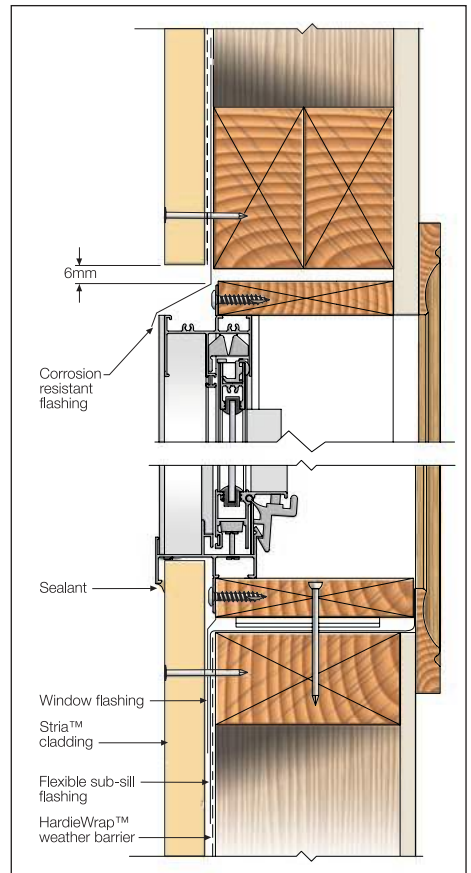 6mm
Corrosion
resistant
flashing
Sealant
Window flashing
Stria™
cladding
Flexible sub-sill
flashing
HardieWrap™
weather barrier